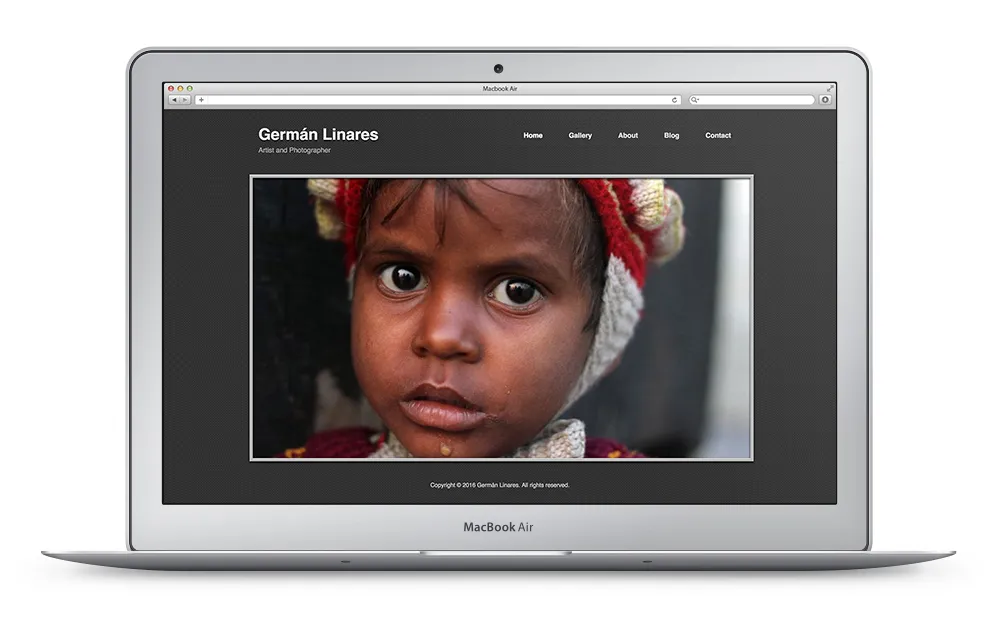 Macbook Air
Germán Linares
Artist and Photographer
Home Gallery About Blog Contact
Copyright © 2016 Germán Linares. All rights reserved.
MacBook Air